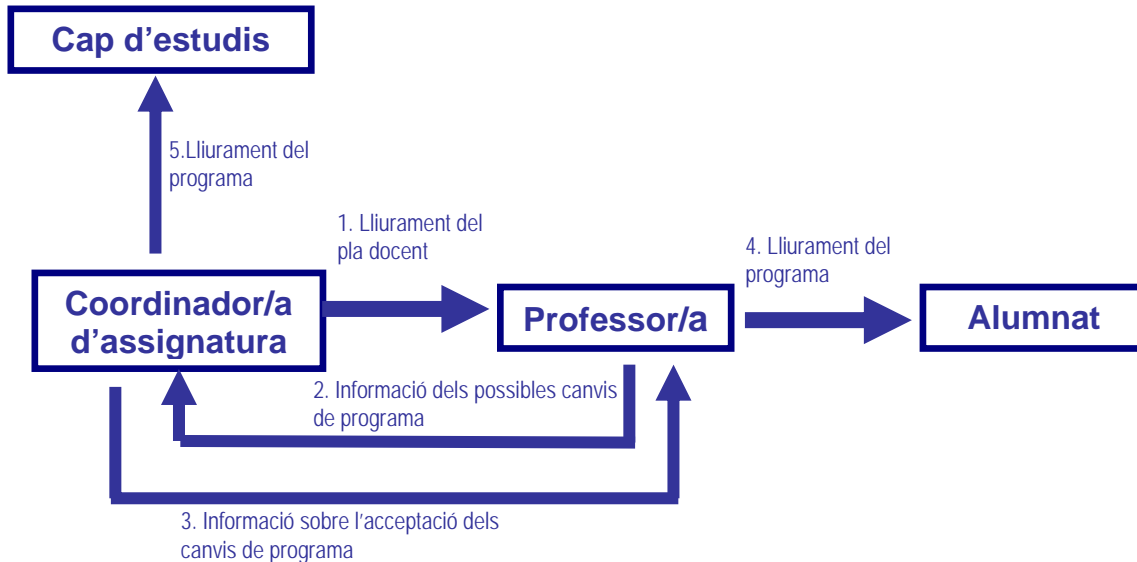 Cap d’estudis
5.Lliurament del
programa
1. Lliurament del
pla docent
4. Lliurament del
programa
Coordinador/a
d’assignatura
Professor/a
Alumnat
2. Informació dels possibles canvis
de programa
3. Informació sobre l’acceptació dels
canvis de programa